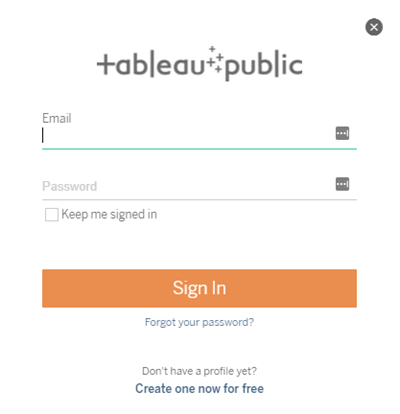 tableau public
Email
Password
Keep me signed in
Sign In
Forgot your password?
Don't have a profile yet?
Create one now for free